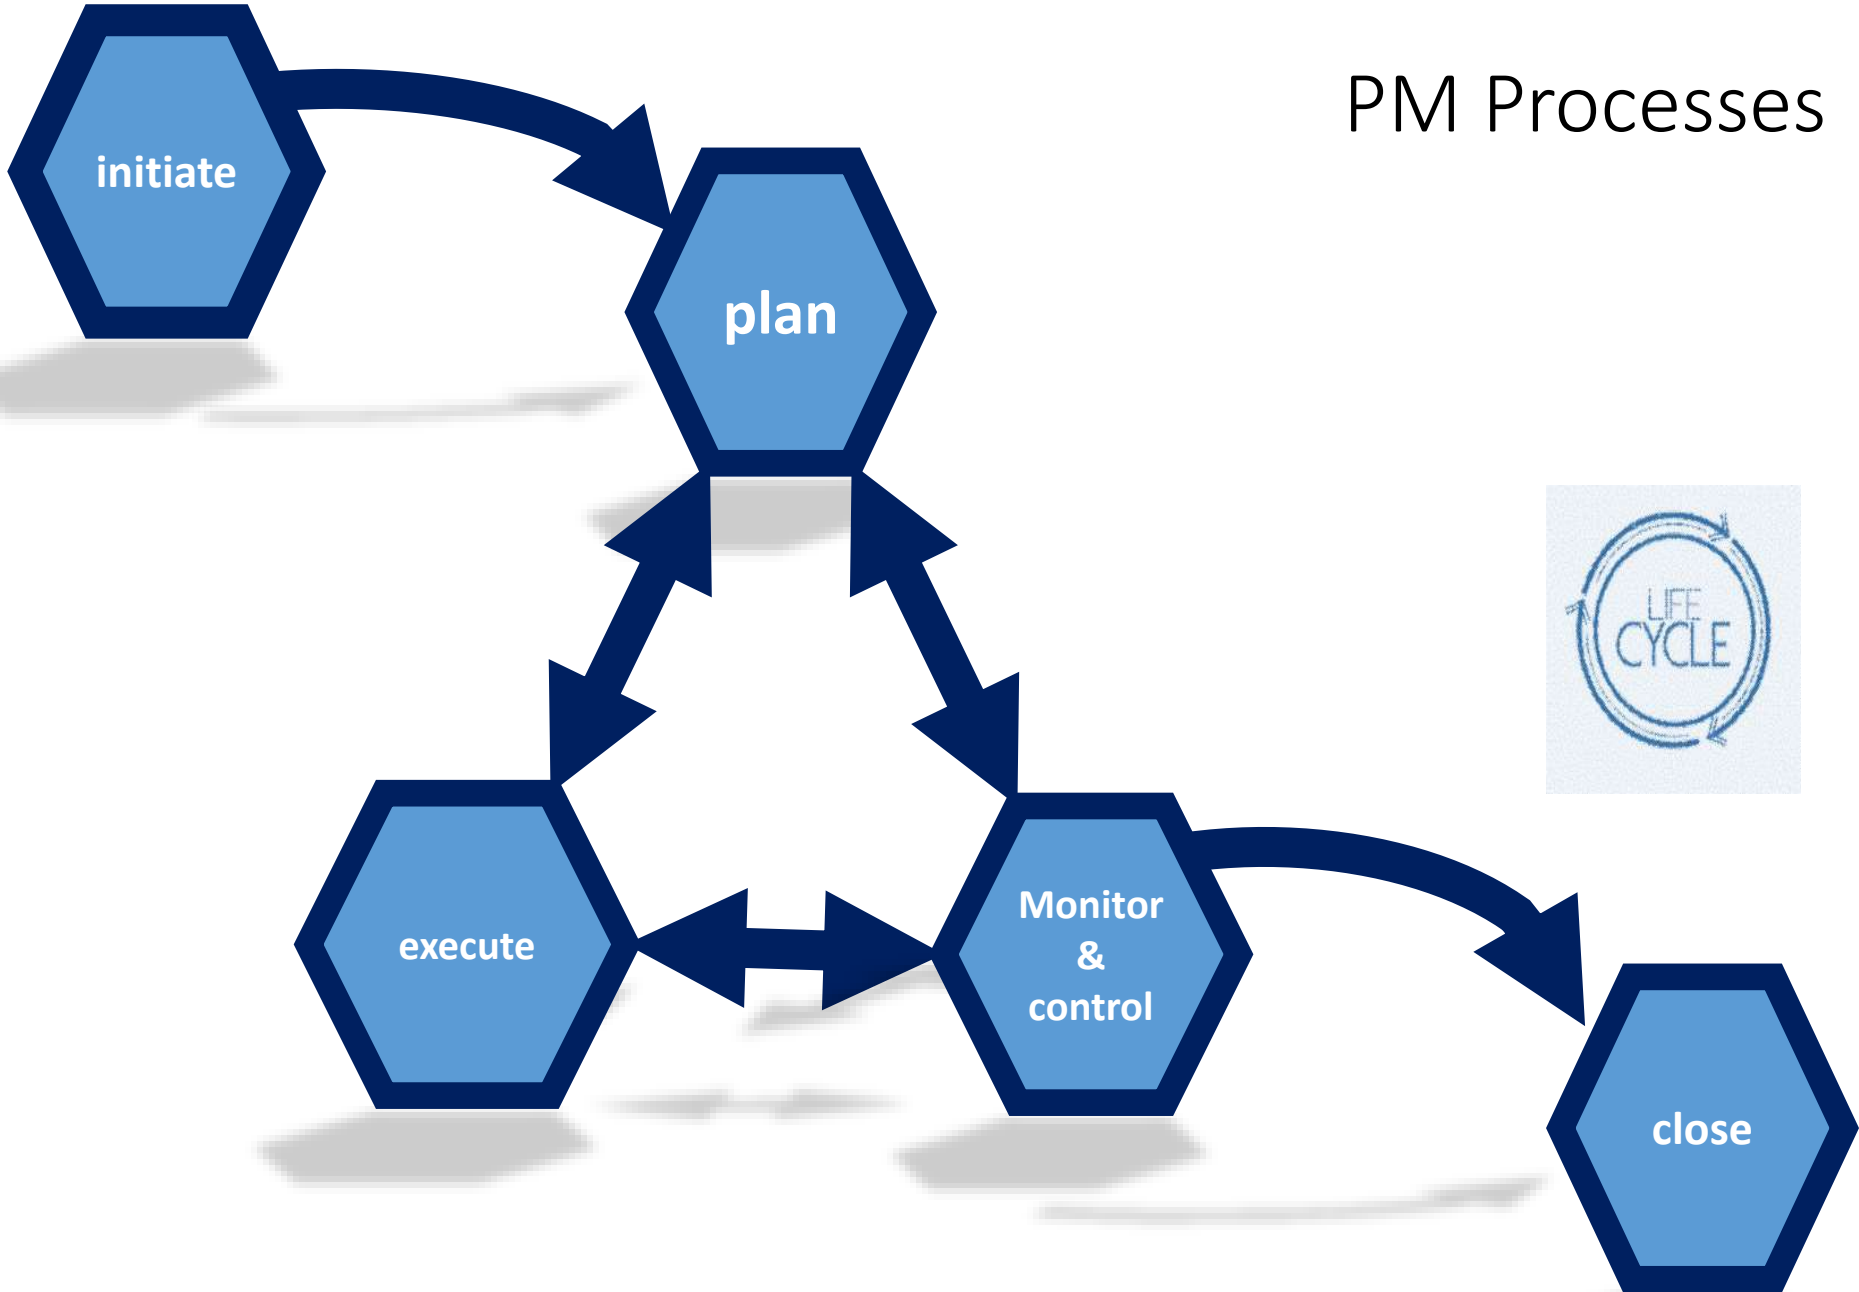 PM Processes
initiate
plan
LIFE
CYCLE
execute
Monitor
&
control
close